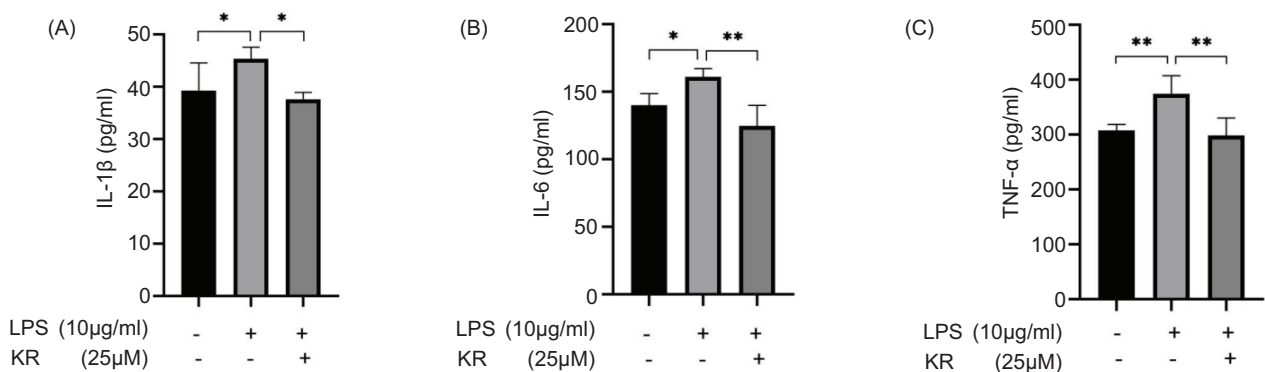 (A)
IL-1β (pg/ml)
50
40
30
20
10
0
* *
LPS (10μg/ml) - + +
KR (25μM) - - +
(B)
IL-6 (pg/ml)
200
150
100
50
0
* **
LPS (10μg/ml) - + +
KR (25μM) - - +
(C)
TNF-α (pg/ml)
500
400
300
200
100
0
** **
LPS (10μg/ml) - + +
KR (25μM) - - +